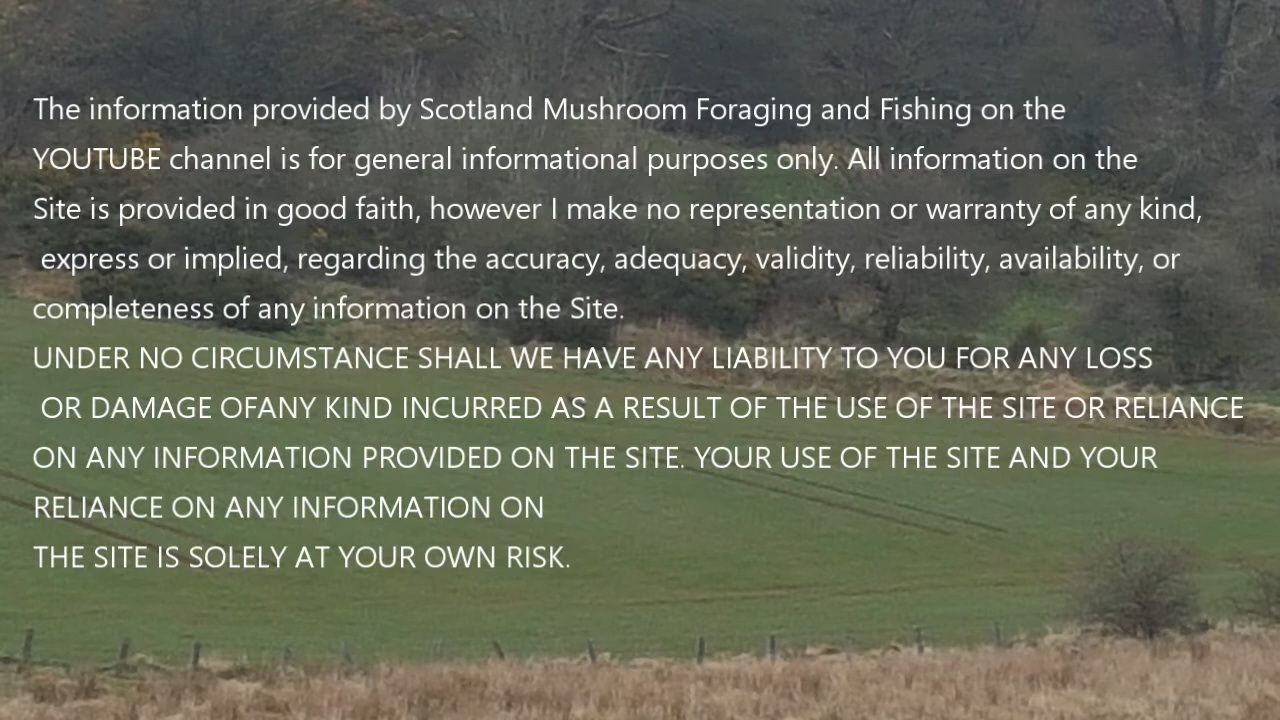 The information provided by Scotland Mushroom Foraging and Fishing on the
YOUTUBE channel is for general informational purposes only. All information on the
Site is provided in good faith, however I make no representation or warranty of any kind,
express or implied, regarding the accuracy, adequacy, validity, reliability, availability, or
completeness of any information on the Site.
UNDER NO CIRCUMSTANCE SHALL WE HAVE ANY LIABILITY TO YOU FOR ANY LOSS
OR DAMAGE OFANY KIND INCURRED AS A RESULT OF THE USE OF THE SITE OR RELIANCE
ON ANY INFORMATION PROVIDED ON THE SITE. YOUR USE OF THE SITE AND YOUR
RELIANCE ON ANY INFORMATION ON
THE SITE IS SOLELY AT YOUR OWN RISK.